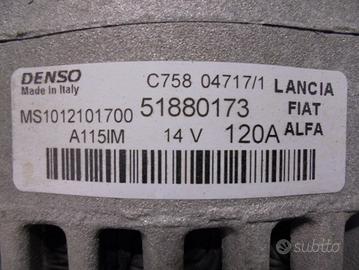 DENSO
Made in Italy
C758 04717/1
LANCIA
FIAT
ALFA
MS1012101700
51880173
A115IM
14 V
120A
subito